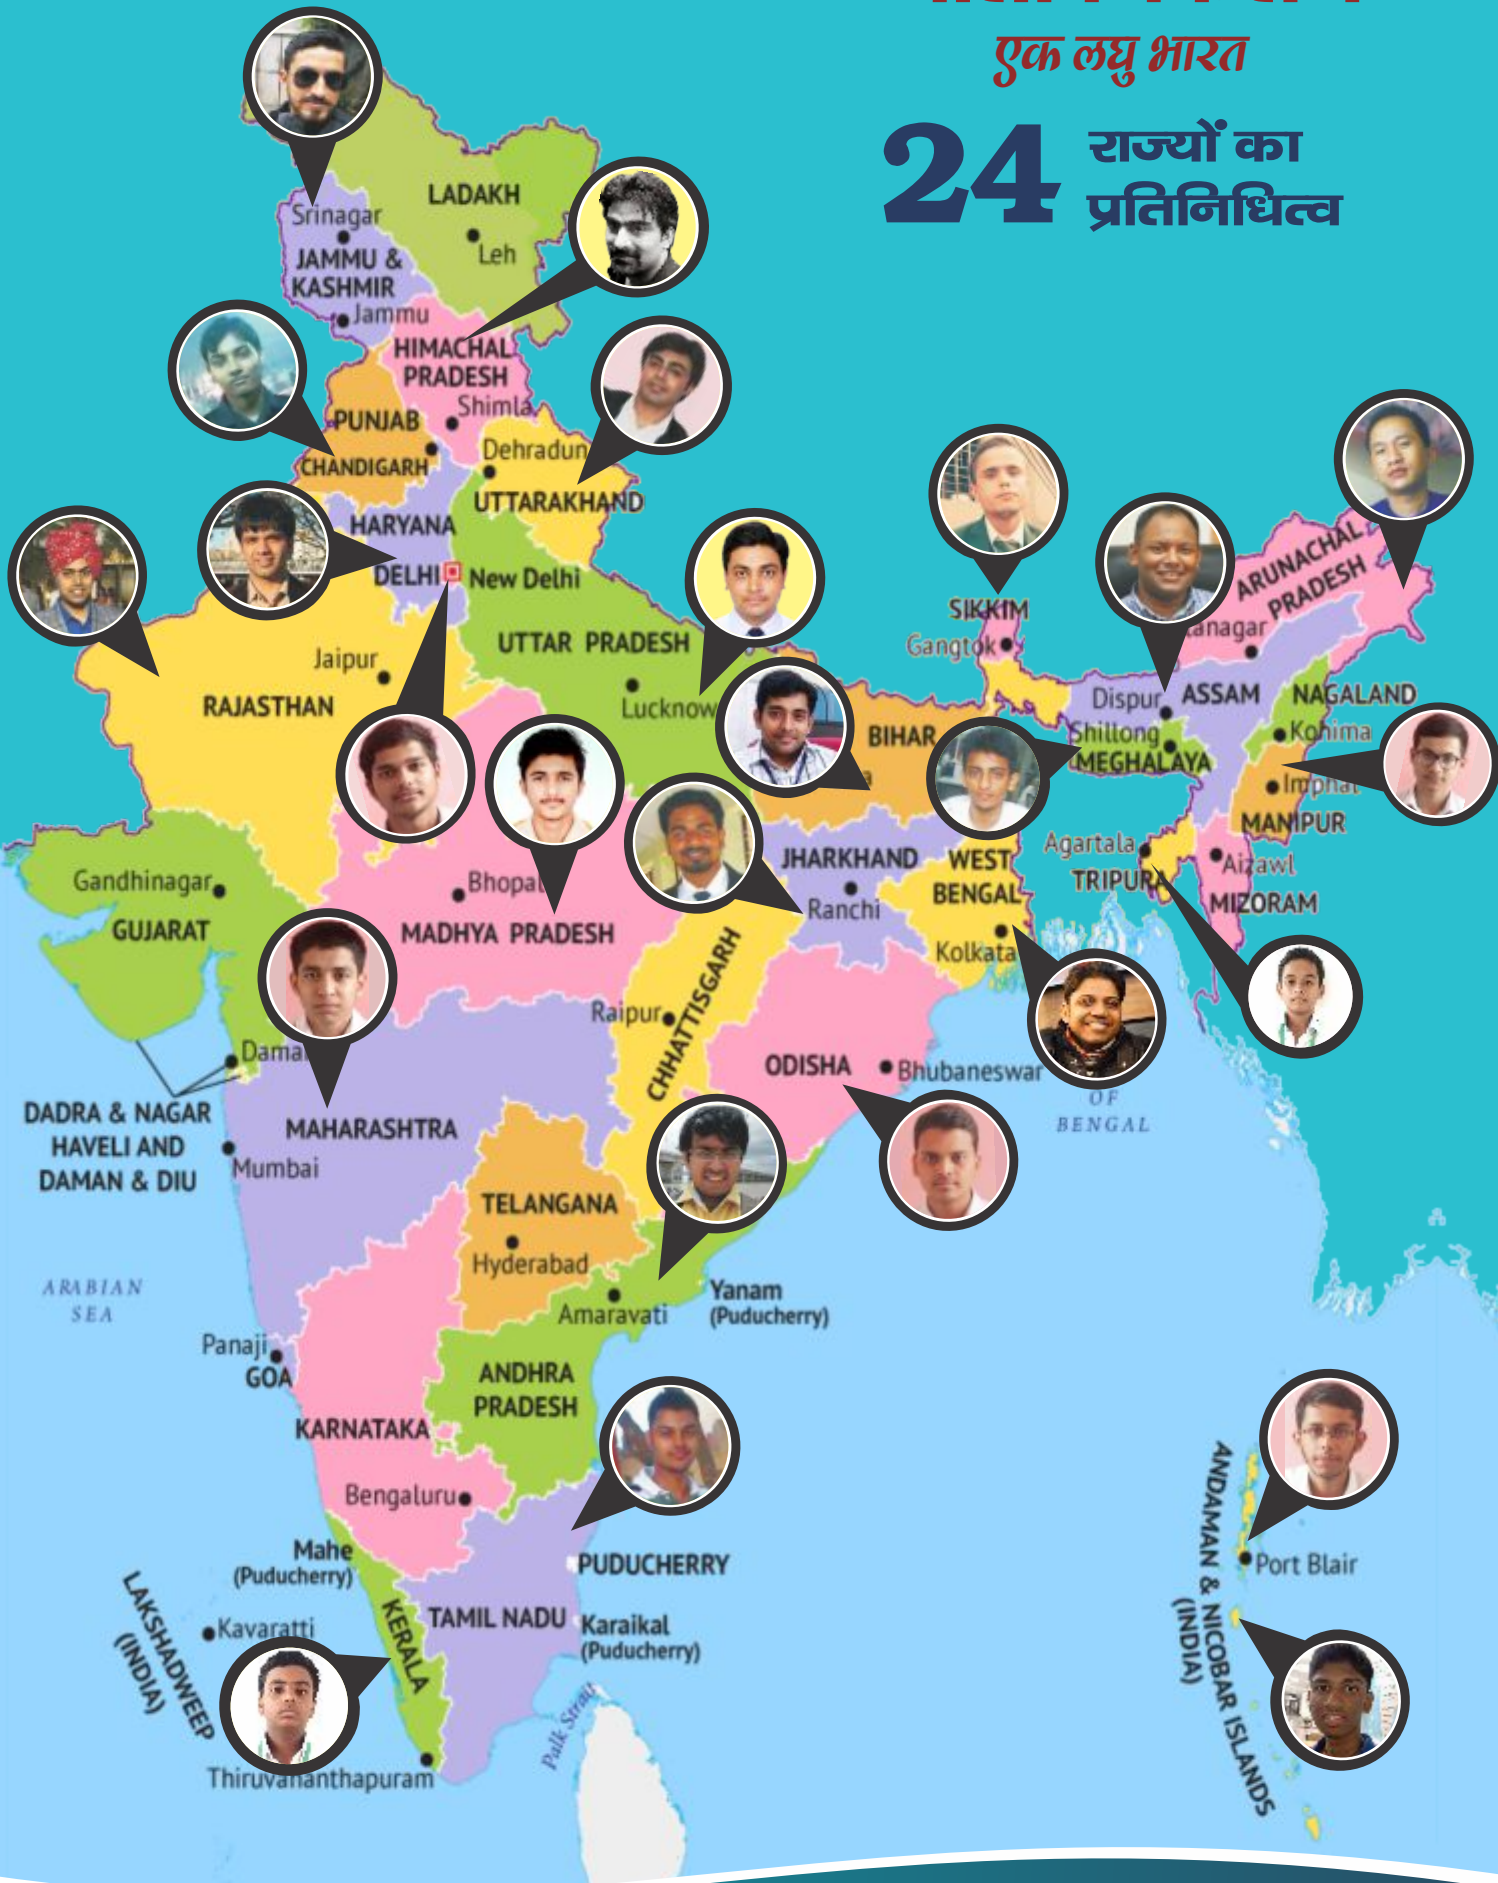 एक लघु भारत
24 राज्यों का
प्रतिनिधित्व
LADAKH
Srinagar
Leh
JAMMU &
KASHMIR
Jammu
HIMACHAL
PRADESH
Shimla
PUNJAB
CHANDIGARH
Dehradun
UTTARAKHAND
HARYANA
DELHI
New Delhi
UTTAR PRADESH
Lucknow
Jaipur
RAJASTHAN
SIKKIM
Gangtok
ARUNACHAL
PRADESH
Dispur
ASSAM
NAGALAND
Kohima
Shillong
MEGHALAYA
Imphal
MANIPUR
BIHAR
JHARKHAND
Ranchi
WEST
BENGAL
Kolkata
Agartala
TRIPURA
Aizawl
MIZORAM
Gandhinagar
GUJARAT
Bhopal
MADHYA PRADESH
Raipur
CHHATTISGARH
ODISHA
Bhubaneswar
OF
BENGAL
DADRA & NAGAR
HAVELI AND
DAMAN & DIU
MAHARASHTRA
Mumbai
TELANGANA
Hyderabad
Amaravati
Yanam
(Puducherry)
ARABIAN
SEA
Panaji
GOA
ANDHRA
PRADESH
KARNATAKA
Bengaluru
Mahe
(Puducherry)
PUDUCHERRY
KERALA
TAMIL NADU
Karaikal
(Puducherry)
LAKSHADWEEP
(INDIA)
Kavaratti
Thiruvananthapuram
Palk Strait
Port Blair
ANDAMAN & NICOBAR ISLANDS
(INDIA)